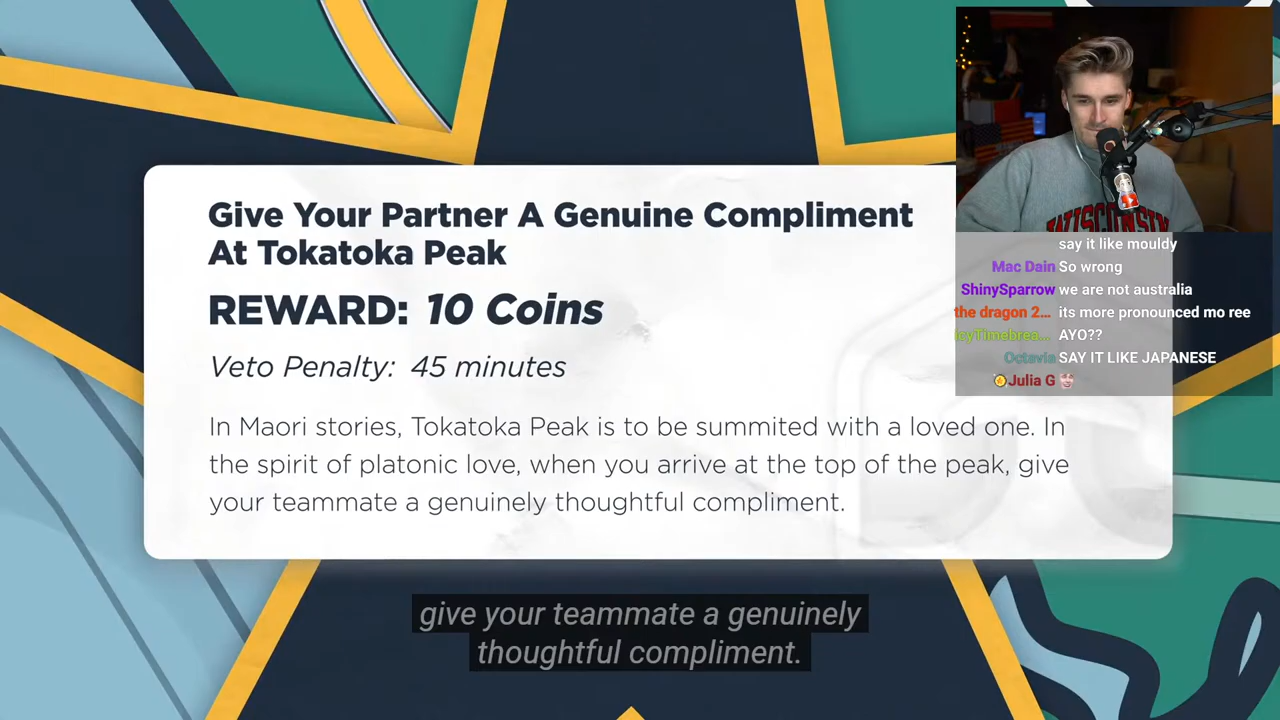 Give Your Partner A Genuine Compliment
At Tokatoka Peak
REWARD: 10 Coins
Veto Penalty: 45 minutes
In Maori stories, Tokatoka Peak is to be summited with a loved one. In
the spirit of platonic love, when you arrive at the top of the peak, give
your teammate a genuinely thoughtful compliment.
give your teammate a genuinely
thoughtful compliment.
WISCONSIN
say it like mouldy
Mac Dain So wrong
ShinySparrow we are not australia
the dragon 2... its more pronounced mo ree
IcyTimebrea... AYO??
Octavia SAY IT LIKE JAPANESE
Julia G